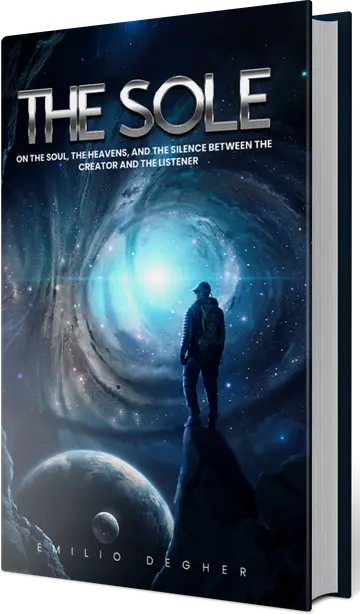 THE SOLE
ON THE SOUL, THE HEAVENS, AND THE SILENCE BETWEEN THE
CREATOR AND THE LISTENER
EMILIO DEGHER